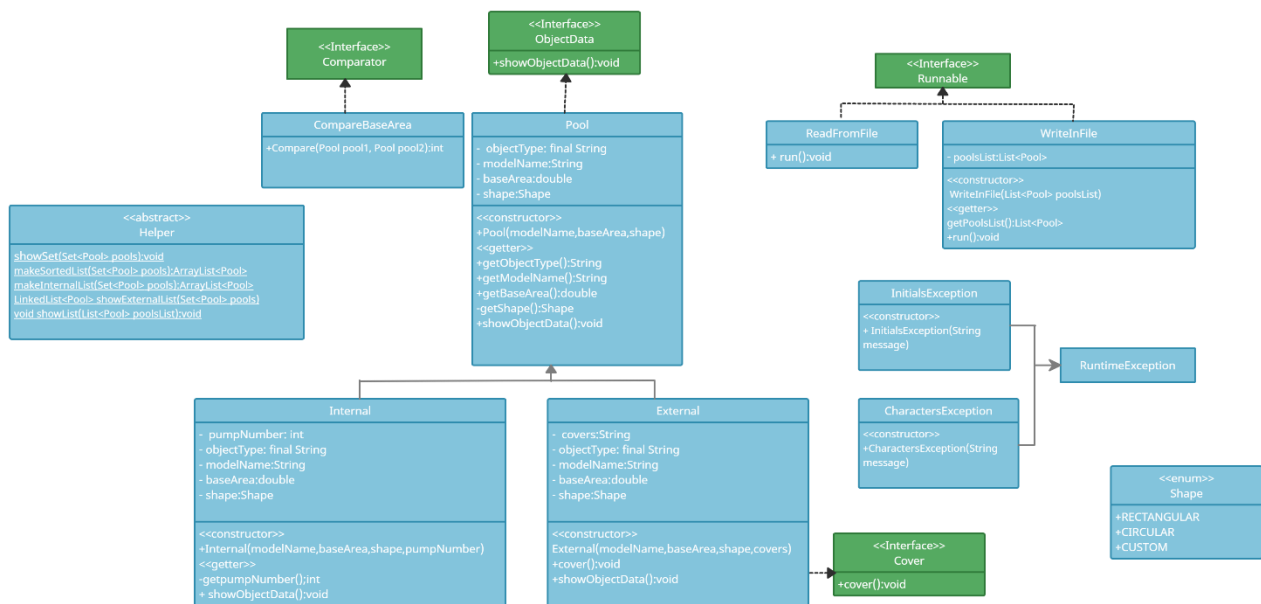 <<Interface>>
Comparator
<<Interface>>
ObjectData
+showObjectData():void
<<Interface>>
Runnable
CompareBaseArea
+Compare(Pool pool1, Pool pool2):int
Pool
- objectType: final String
- modelName:String
- baseArea:double
- shape:Shape
<<constructor>>
+Pool(modelName,baseArea,shape)
<<getter>>
+getObjectType():String
+getModelName():String
+getBaseArea():double
-getShape():Shape
+showObjectData():void
ReadFromFile
+ run():void
WriteInFile
- poolsList:List<Pool>
<<constructor>>
WriteInFile(List<Pool> poolsList)
<<getter>>
getPoolsList():List<Pool>
+run():void
<<abstract>>
Helper
showSet(Set<Pool> pools):void
makeSortedList(Set<Pool> pools):ArrayList<Pool>
makeInternalList(Set<Pool> pools):ArrayList<Pool>
LinkedList<Pool> showExternalList(Set<Pool> pools)
void showList(List<Pool> poolsList):void
InitialsException
<<constructor>>
+ InitialsException(String
message)
RuntimeException
CharactersException
<<constructor>>
+CharactersException(String
message)
Internal
- pumpNumber: int
- objectType: final String
- modelName:String
- baseArea:double
- shape:Shape
<<constructor>>
+Internal(modelName,baseArea,shape,pumpNumber)
<<getter>>
-getpumpNumber();int
+ showObjectData():void
External
- covers:String
- objectType: final String
- modelName:String
- baseArea:double
- shape:Shape
<<constructor>>
External(modelName,baseArea,shape,covers)
+cover():void
+showObjectData():void
<<Interface>>
Cover
+cover():void
<<enum>>
Shape
+RECTANGULAR
+CIRCULAR
+CUSTOM